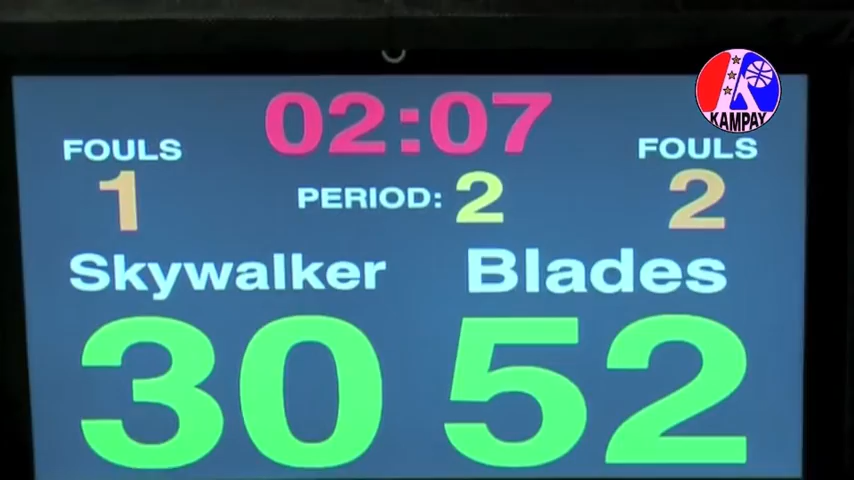 02:07
FOULS
1
PERIOD: 2
FOULS
2
Skywalker
Blades
30
52
KAMPAY